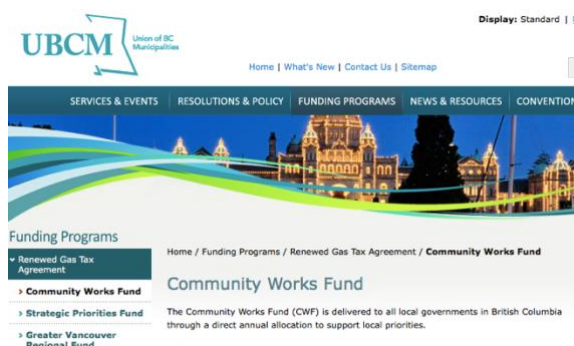 Display: Standard |
UBCM Union of BC
Municipalities
Home | What's New | Contact Us | Sitemap
SERVICES & EVENTS RESOLUTIONS & POLICY FUNDING PROGRAMS NEWS & RESOURCES CONVENTION
Funding Programs
Renewed Gas Tax
Agreement
Home / Funding Programs / Renewed Gas Tax Agreement / Community Works Fund
› Community Works Fund
Community Works Fund
› Strategic Priorities Fund
The Community Works Fund (CWF) is delivered to all local governments in British Columbia
through a direct annual allocation to support local priorities.
› Greater Vancouver
Regional Fund